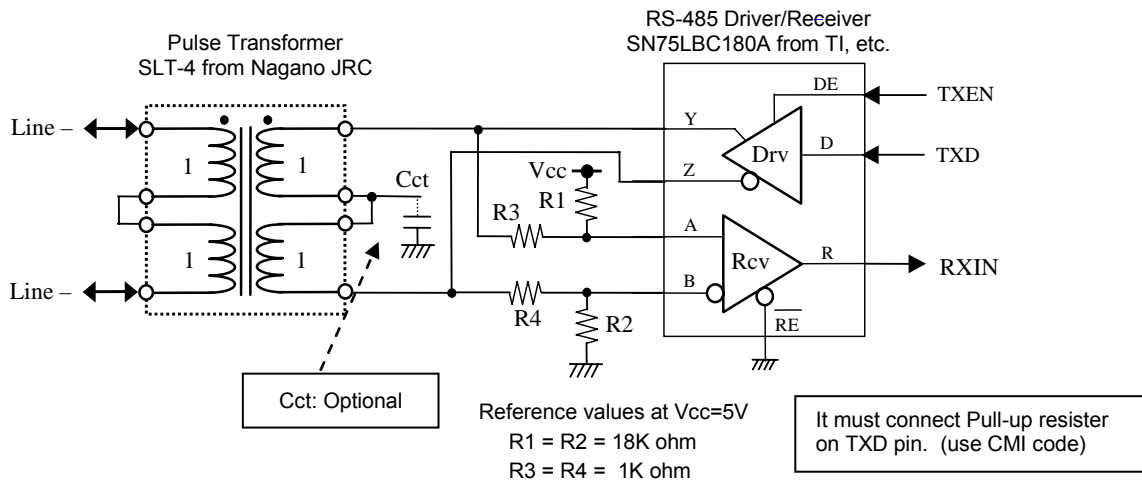 RS-485 Driver/Receiver
SN75LBC180A from TI, etc.
Pulse Transformer
SLT-4 from Nagano JRC
DE
TXEN
Line –
Y
1
1
Drv
D
TXD
Cct
Vcc
Z
R1
R3
A
1
1
Rcv
R
RXIN
Line –
B
R4
R2
RE
Cct: Optional
Reference values at Vcc=5V
R1 = R2 = 18K ohm
R3 = R4 = 1K ohm
It must connect Pull-up resister
on TXD pin. (use CMI code)